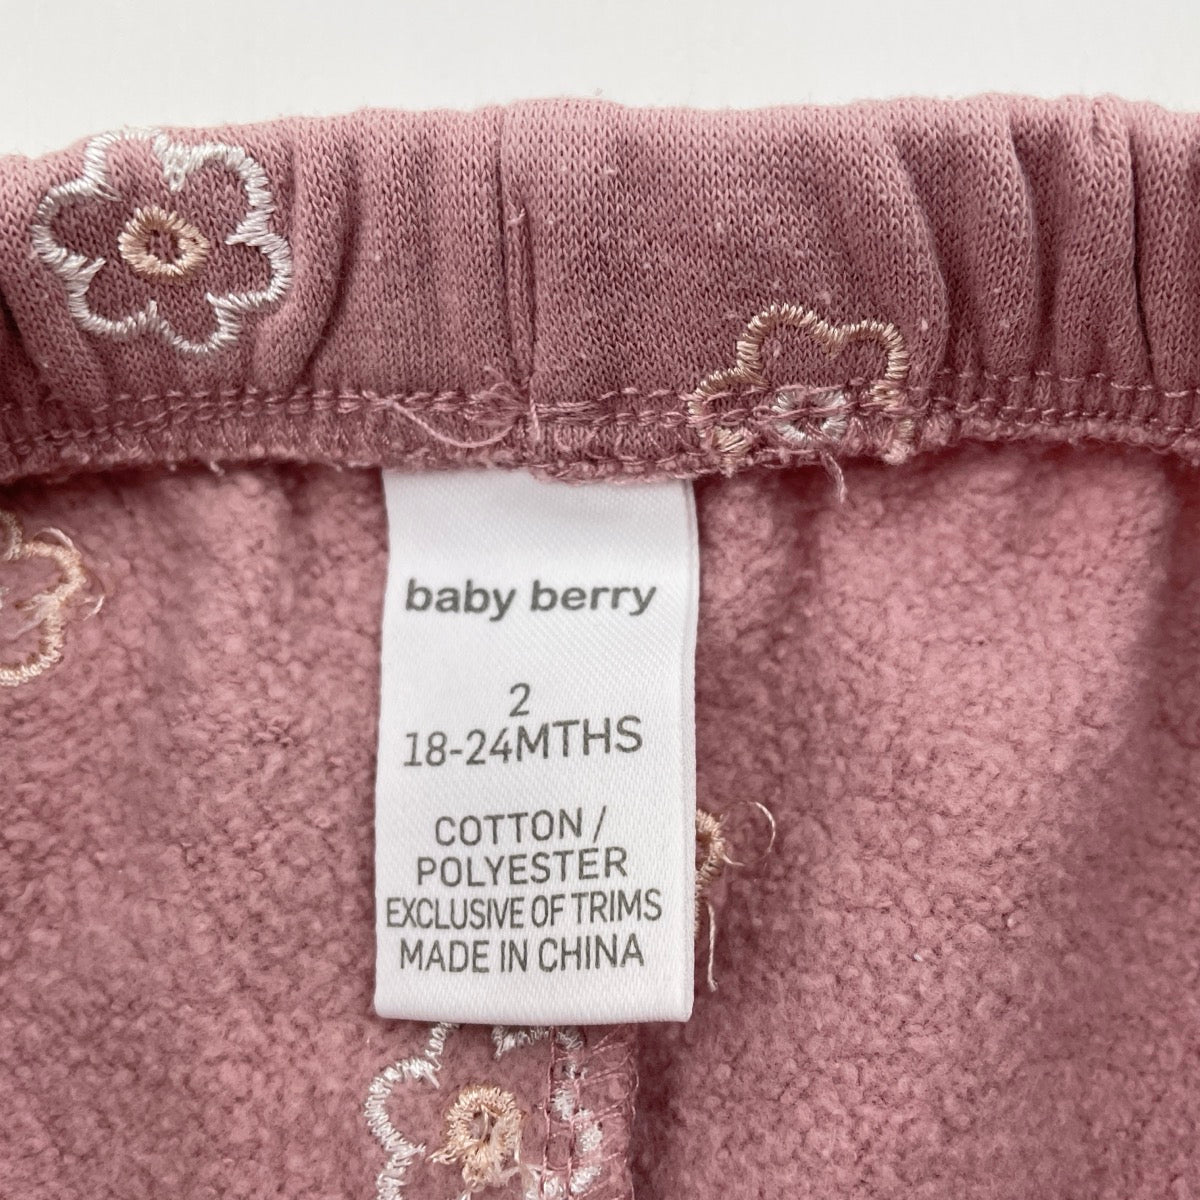 baby berry
2
18-24MTHS
COTTON /
POLYESTER
EXCLUSIVE OF TRIMS
MADE IN CHINA